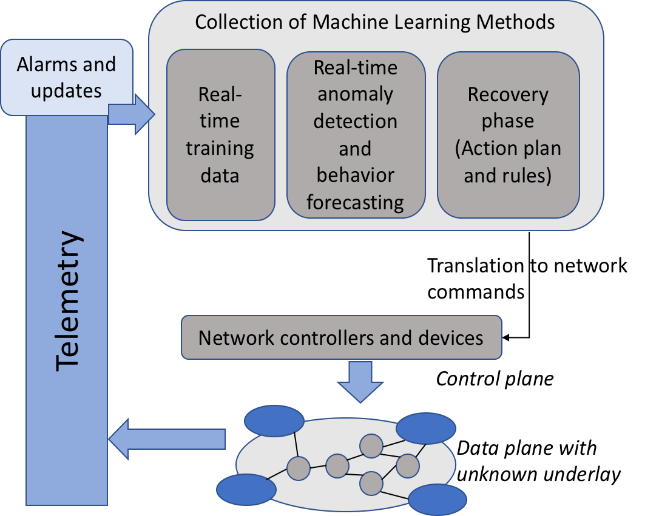 Collection of Machine Learning Methods
Alarms and
updates
Real-
time
training
data
Real-time
anomaly
detection
and
behavior
forecasting
Recovery
phase
(Action plan
and rules)
Telemetry
Translation to network
commands
Network controllers and devices
Control plane
Data plane with
unknown underlay